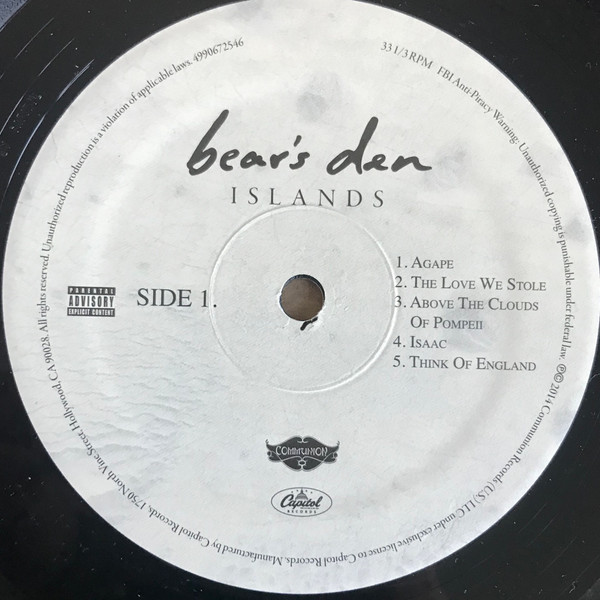 bear's den
ISLANDS
PARENTAL
ADVISORY
EXPLICIT CONTENT
SIDE 1.
1. AGAPE
2. THE LOVE WE STOLE
3. ABOVE THE CLOUDS
OF POMPEII
4. ISAAC
5. THINK OF ENGLAND
COMMUNION
Capitol
RECORDS
33 1/3 RPM FBI Anti-Piracy Warning: Unauthorized copying is punishable under federal law. ℗© 2014 Communion Records (US) LLC under exclusive license to Capitol Records. Manufactured by Capitol Records, 1750 North Vine Street, Hollywood, CA 90028. All rights reserved. Unauthorized reproduction is a violation of applicable laws. 4990672546